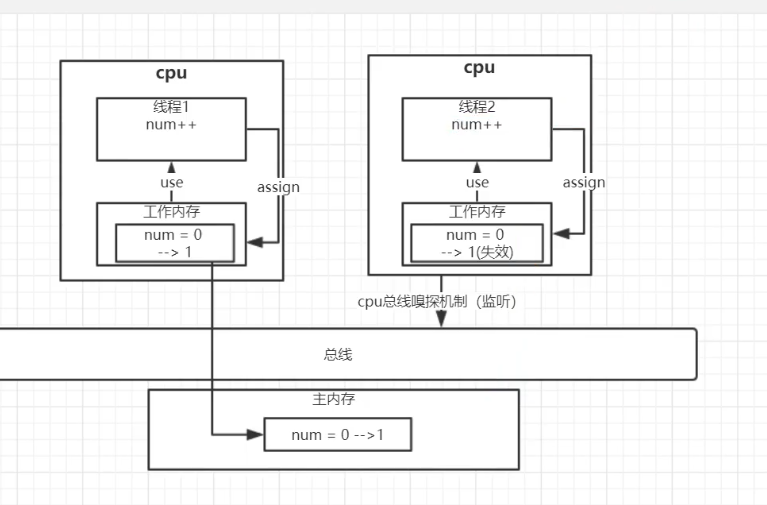 cpu
线程1
num++
use
assign
工作内存
num = 0
--> 1
cpu
线程2
num++
use
assign
工作内存
num = 0
--> 1(失效)
cpu总线嗅探机制（监听）
总线
主内存
num = 0 -->1